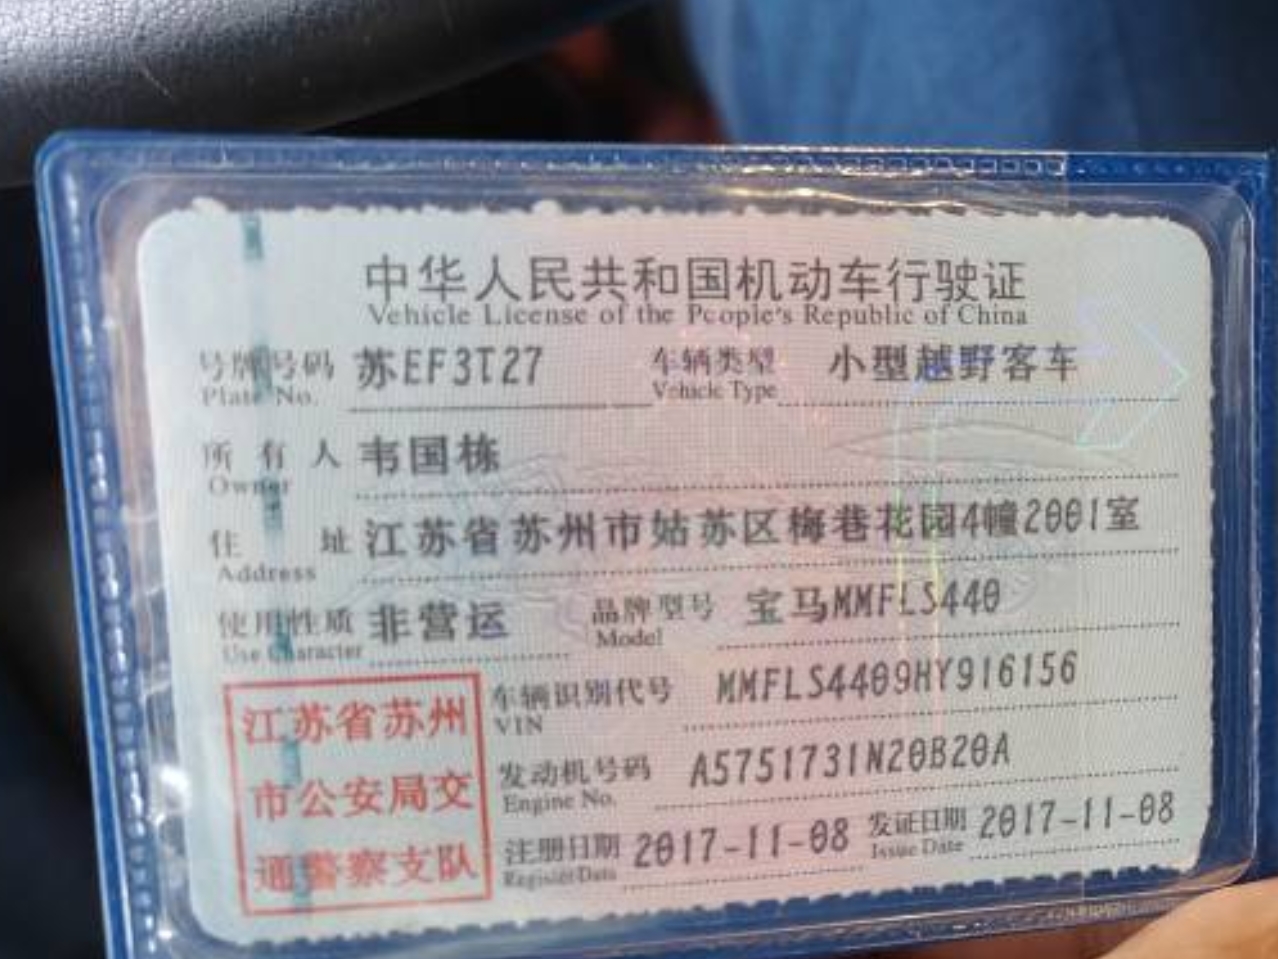 中华人民共和国机动车行驶证
Vehicle License of the People's Republic of China
号牌号码 苏EF3T27 车辆类型 小型越野客车
Plate No. Vehicle Type
所有人 韦国栋
Owner
住址 江苏省苏州市姑苏区梅巷花园4幢2001室
Address
使用性质 非营运 品牌型号 宝马MMFLS440
Use Character Model
江苏省苏州
市公安局交
通警察支队
车辆识别代号 MMFLS4409HY916156
VIN
发动机号码 A5751731N20B20A
Engine No.
注册日期 2017-11-08 发证日期 2017-11-08
Register Date Issue Date